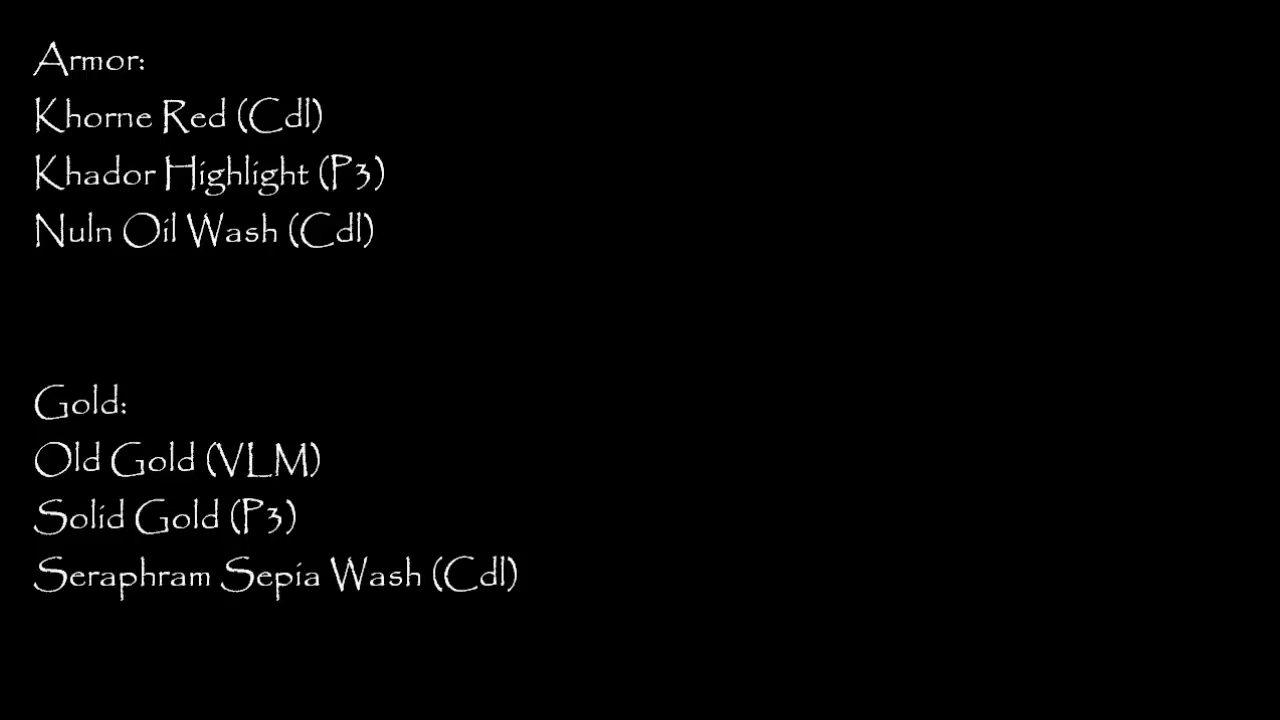 Armor:
Khorne Red (Cdl)
Khador Highlight (P3)
Nuln Oil Wash (Cdl)
Gold:
Old Gold (VLM)
Solid Gold (P3)
Seraphram Sepia Wash (Cdl)